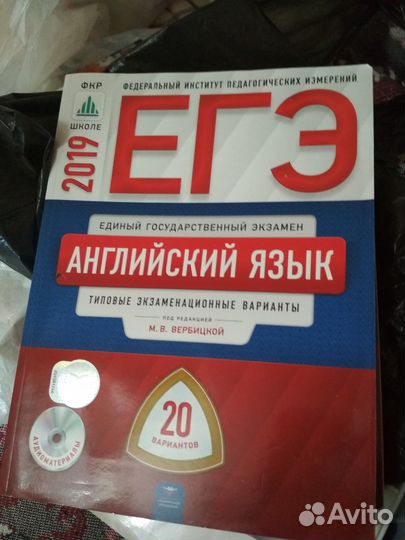 ФКР
ШКОЛЕ
ФЕДЕРАЛЬНЫЙ ИНСТИТУТ ПЕДАГОГИЧЕСКИХ ИЗМЕРЕНИЙ
2019
ЕГЭ
ЕДИНЫЙ ГОСУДАРСТВЕННЫЙ ЭКЗАМЕН
АНГЛИЙСКИЙ ЯЗЫК
ТИПОВЫЕ ЭКЗАМЕНАЦИОННЫЕ ВАРИАНТЫ
ПОД РЕДАКЦИЕЙ
М. В. ВЕРБИЦКОЙ
20
ВАРИАНТОВ
АУДИОМАТЕРИАЛЫ
Avito